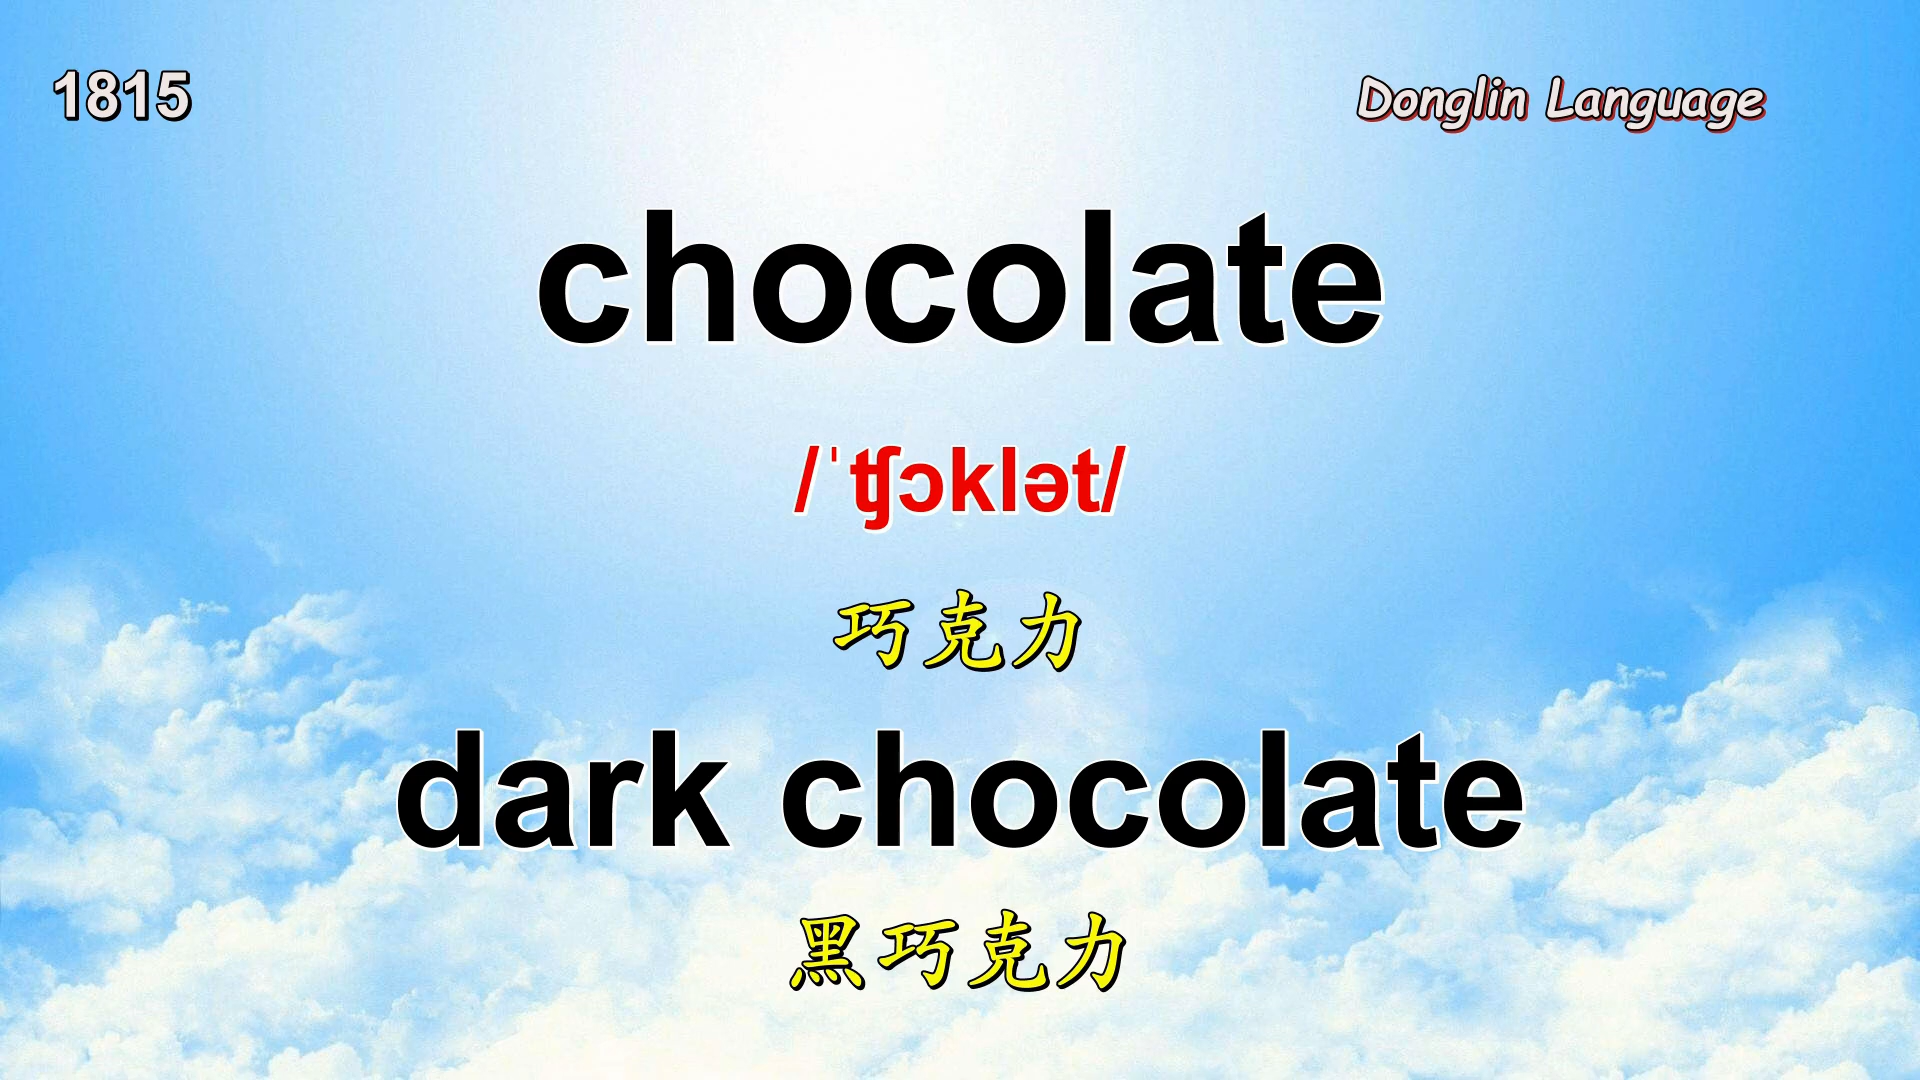 1815
Donglin Language
chocolate
/ˈʧɔklət/
巧克力
dark chocolate
黑巧克力